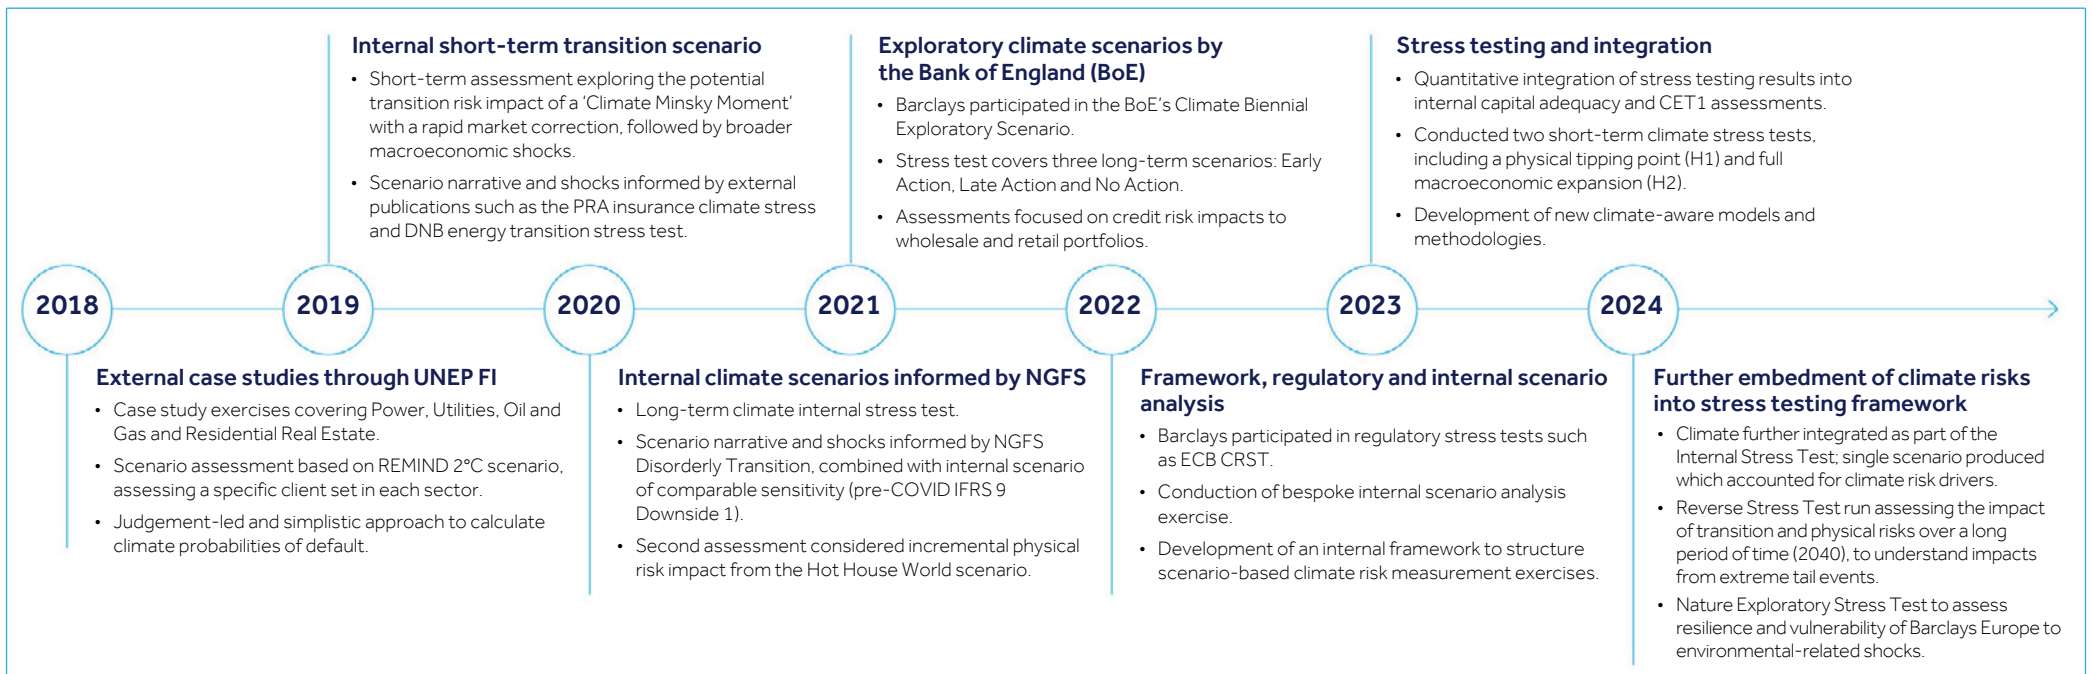 Internal short-term transition scenario
• Short-term assessment exploring the potential
transition risk impact of a ‘Climate Minsky Moment’
with a rapid market correction, followed by broader
macroeconomic shocks.
• Scenario narrative and shocks informed by external
publications such as the PRA insurance climate stress
and DNB energy transition stress test.
Exploratory climate scenarios by
the Bank of England (BoE)
• Barclays participated in the BoE’s Climate Biennial
Exploratory Scenario.
• Stress test covers three long-term scenarios: Early
Action, Late Action and No Action.
• Assessments focused on credit risk impacts to
wholesale and retail portfolios.
Stress testing and integration
• Quantitative integration of stress testing results into
internal capital adequacy and CET1 assessments.
• Conducted two short-term climate stress tests,
including a physical tipping point (H1) and full
macroeconomic expansion (H2).
• Development of new climate-aware models and
methodologies.
2018
2019
2020
2021
2022
2023
2024
External case studies through UNEP FI
• Case study exercises covering Power, Utilities, Oil and
Gas and Residential Real Estate.
• Scenario assessment based on REMIND 2°C scenario,
assessing a specific client set in each sector.
• Judgement-led and simplistic approach to calculate
climate probabilities of default.
Internal climate scenarios informed by NGFS
• Long-term climate internal stress test.
• Scenario narrative and shocks informed by NGFS
Disorderly Transition, combined with internal scenario
of comparable sensitivity (pre-COVID IFRS 9
Downside 1).
• Second assessment considered incremental physical
risk impact from the Hot House World scenario.
Framework, regulatory and internal scenario
analysis
• Barclays participated in regulatory stress tests such
as ECB CRST.
• Conduction of bespoke internal scenario analysis
exercise.
• Development of an internal framework to structure
scenario-based climate risk measurement exercises.
Further embedment of climate risks
into stress testing framework
• Climate further integrated as part of the
Internal Stress Test; single scenario produced
which accounted for climate risk drivers.
• Reverse Stress Test run assessing the impact
of transition and physical risks over a long
period of time (2040), to understand impacts
from extreme tail events.
• Nature Exploratory Stress Test to assess
resilience and vulnerability of Barclays Europe to
environmental-related shocks.